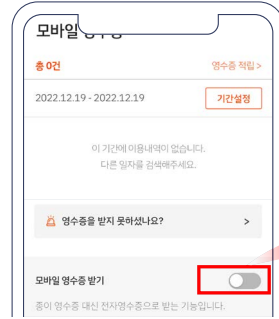 모바일
총 0건
영수증 적립 >
2022.12.19 - 2022.12.19
기간설정
이 기간에 이용내역이 없습니다.
다른 일자를 검색해주세요.
영수증을 받지 못하셨나요? >
모바일 영수증 받기
종이 영수증 대신 전자영수증으로 받는 기능입니다.